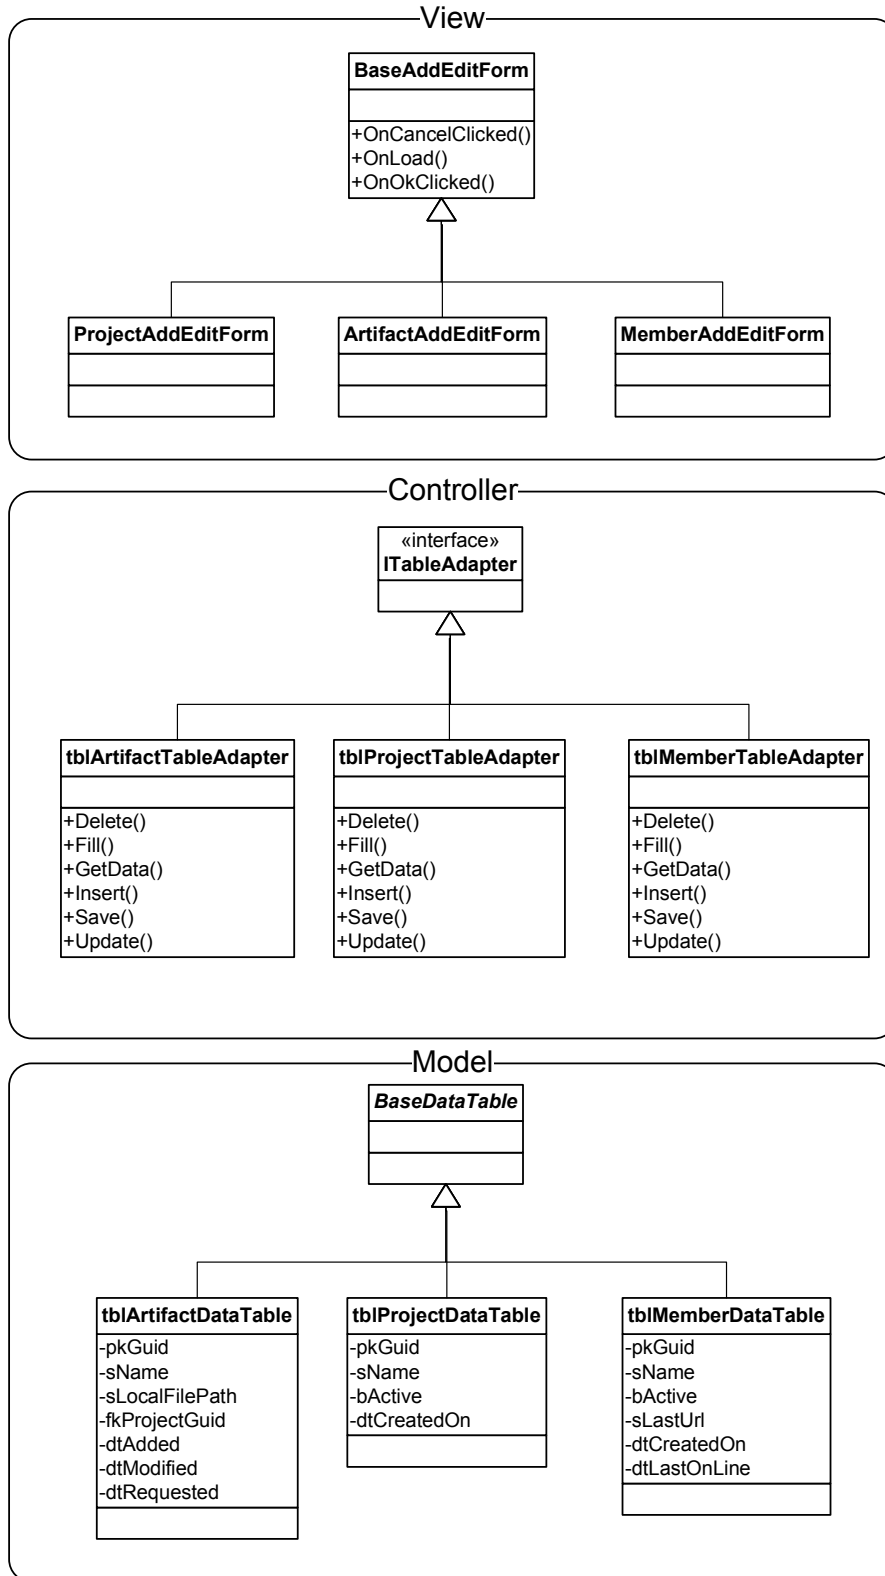 View
BaseAddEditForm
+OnCancelClicked()
+OnLoad()
+OnOkClicked()
ProjectAddEditForm
ArtifactAddEditForm
MemberAddEditForm
Controller
«interface»
ITableAdapter
tblArtifactTableAdapter
+Delete()
+Fill()
+GetData()
+Insert()
+Save()
+Update()
tblProjectTableAdapter
+Delete()
+Fill()
+GetData()
+Insert()
+Save()
+Update()
tblMemberTableAdapter
+Delete()
+Fill()
+GetData()
+Insert()
+Save()
+Update()
Model
BaseDataTable
tblArtifactDataTable
-pkGuid
-sName
-sLocalFilePath
-fkProjectGuid
-dtAdded
-dtModified
-dtRequested
tblProjectDataTable
-pkGuid
-sName
-bActive
-dtCreatedOn
tblMemberDataTable
-pkGuid
-sName
-bActive
-sLastUrl
-dtCreatedOn
-dtLastOnLine